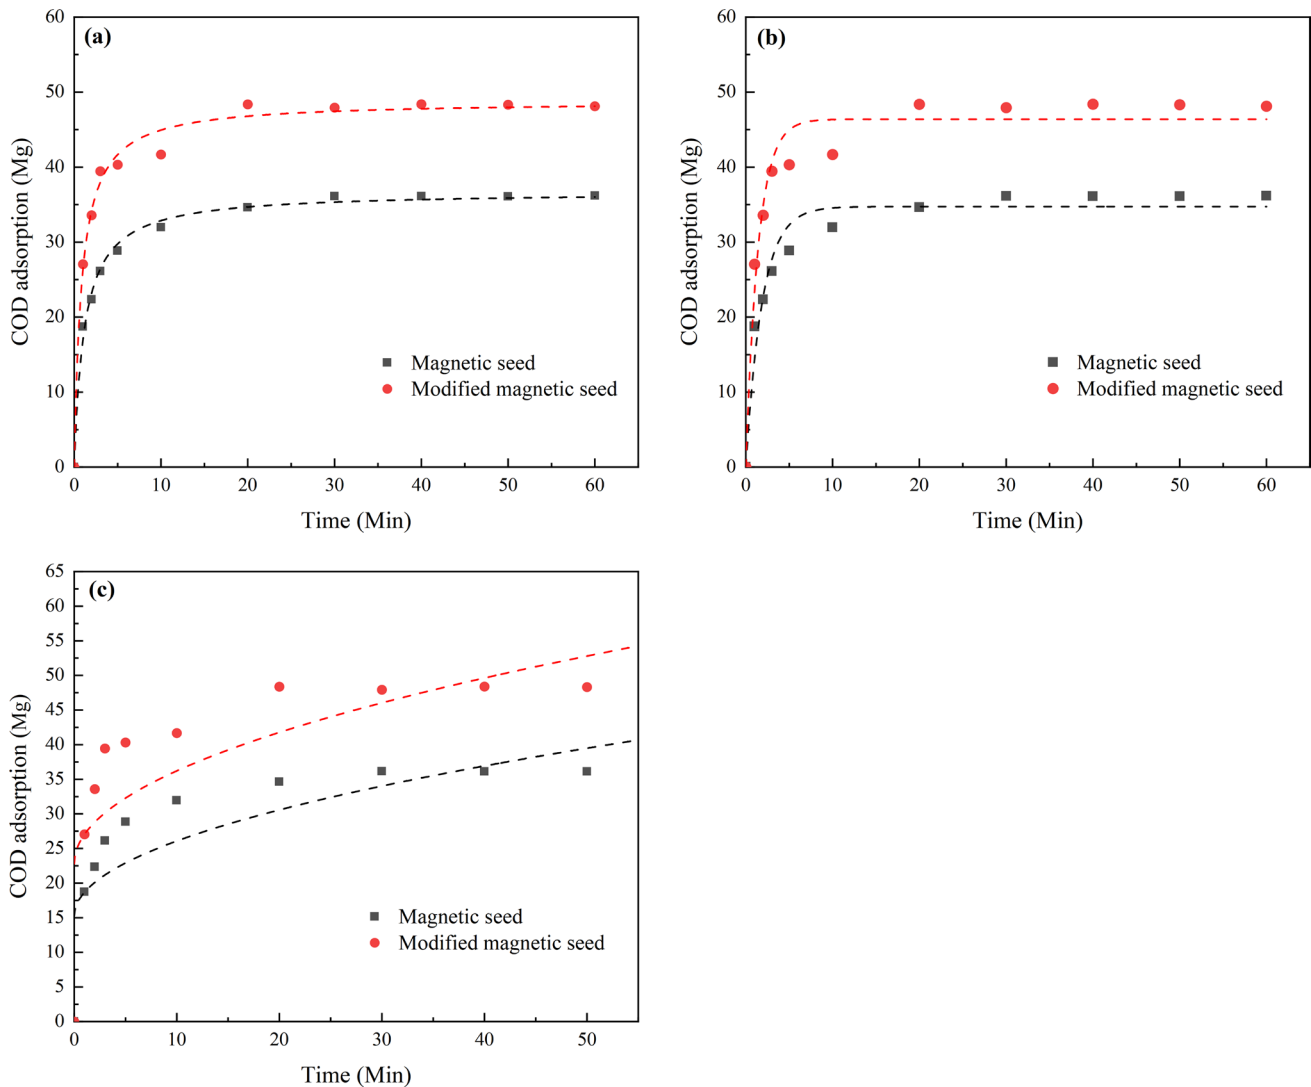 (a)
60
50
40
30
20
10
0
COD adsorption (Mg)
Magnetic seed
Modified magnetic seed
0 10 20 30 40 50 60
Time (Min)
(b)
60
50
40
30
20
10
0
COD adsorption (Mg)
Magnetic seed
Modified magnetic seed
0 10 20 30 40 50 60
Time (Min)
(c)
65
60
55
50
45
40
35
30
25
20
15
10
5
0
COD adsorption (Mg)
Magnetic seed
Modified magnetic seed
0 10 20 30 40 50
Time (Min)